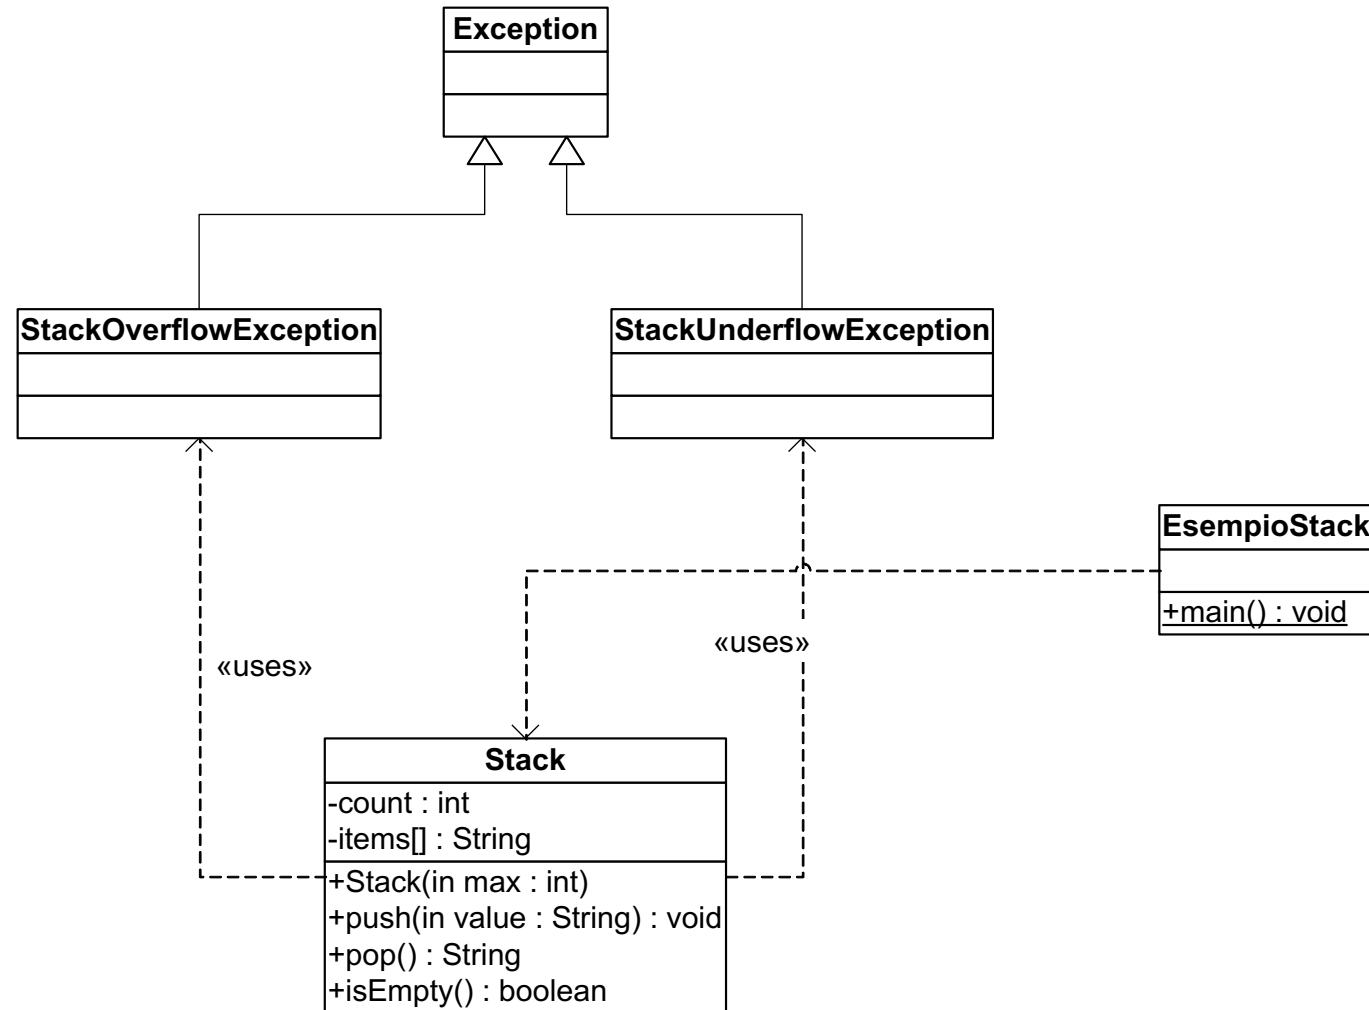 Exception
StackOverflowException
StackUnderflowException
EsempioStack
+main() : void
«uses»
«uses»
Stack
-count : int
-items[] : String
+Stack(in max : int)
+push(in value : String) : void
+pop() : String
+isEmpty() : boolean